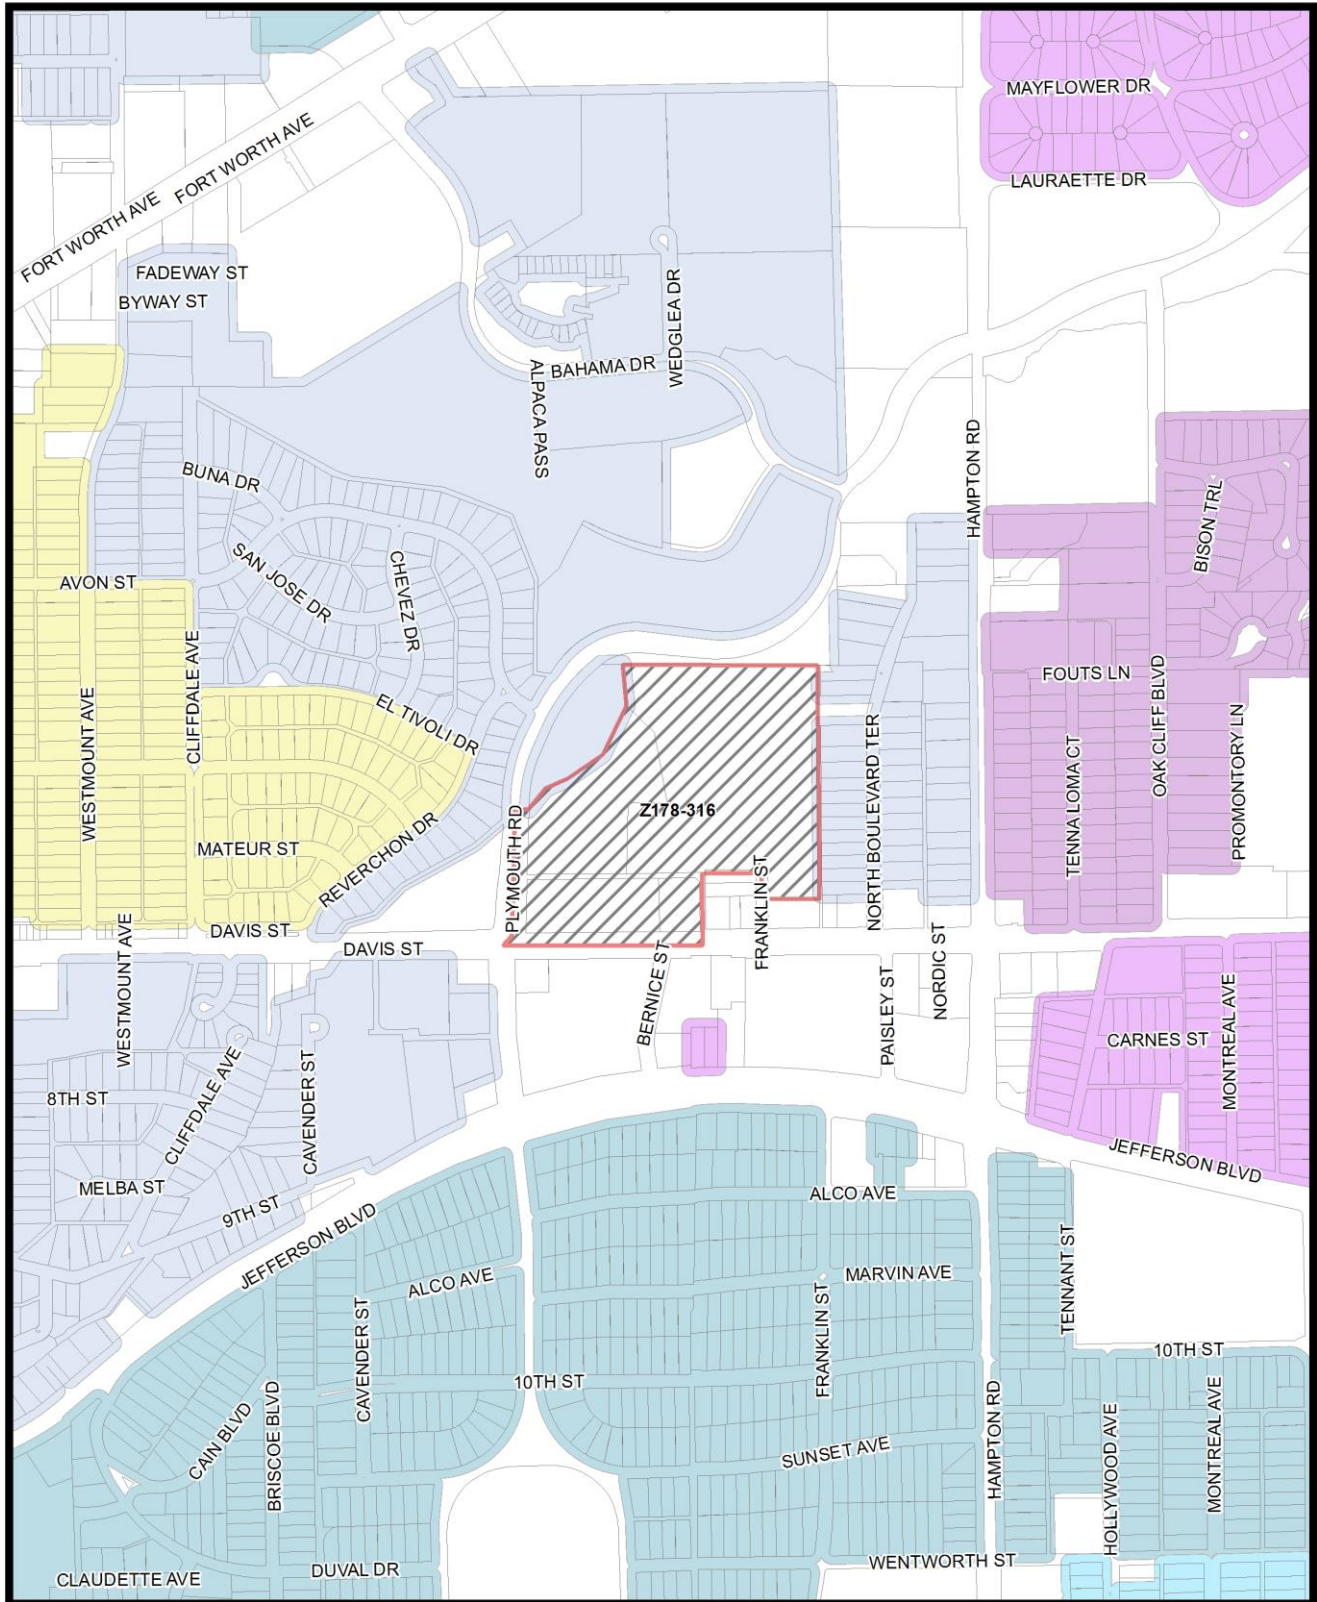 MAYFLOWER DR
FORT WORTH AVE
LAURAETTE DR
FORT WORTH AVE
FADEWAY ST
BYWAY ST
WEDGLEA DR
BAHAMA DR
ALPACA PASS
HAMPTON RD
BUNA DR
BISON TRL
SAN JOSE DR
CHEVEZ DR
AVON ST
CLIFFDALE AVE
FOUTS LN
OAK CLIFF BLVD
WESTMOUNT AVE
EL TIVOLI DR
NORTH BOULEVARD TER
TENNA LOMA CT
PROMONTORY LN
Z178-316
PLYMOUTH RD
MATEUR ST
REVERCHON DR
FRANKLIN ST
DAVIS ST
DAVIS ST
WESTMOUNT AVE
BERNICE ST
PAISLEY ST
NORDIC ST
CARNES ST
MONTREAL AVE
8TH ST
CLIFFDALE AVE
CAVENDER ST
JEFFERSON BLVD
MELBA ST
9TH ST
ALCO AVE
JEFFERSON BLVD
ALCO AVE
MARVIN AVE
TENNANT ST
CAVENDER ST
FRANKLIN ST
10TH ST
10TH ST
CAIN BLVD
BRISCOE BLVD
SUNSET AVE
HAMPTON RD
HOLLYWOOD AVE
MONTREAL AVE
WENTWORTH ST
DUVAL DR
CLAUDETTE AVE